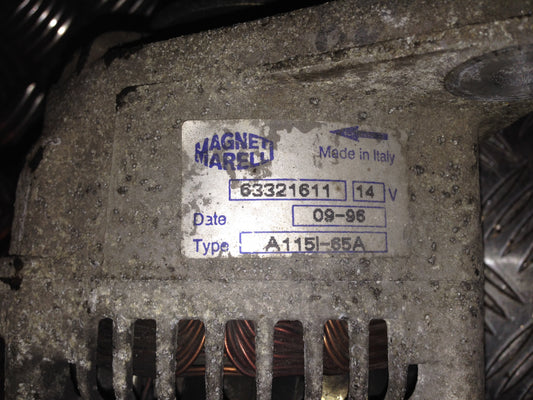 MAGNETI
MARELLI
Made in Italy
63321611 14 V
Date 09-96
Type A115I-65A